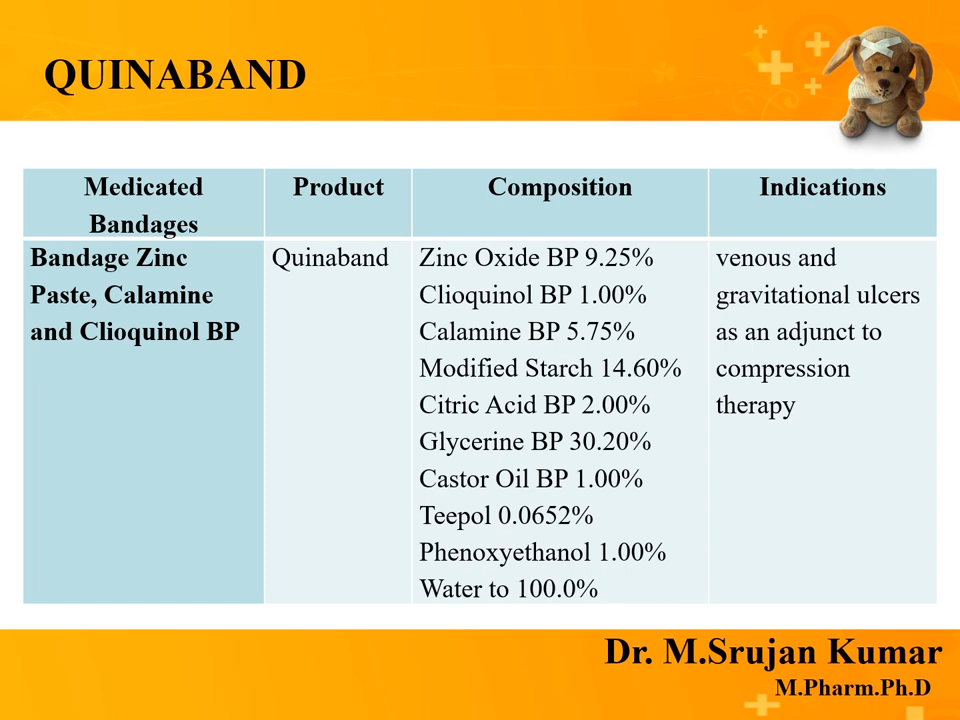 QUINABAND
Medicated
Bandages
Product
Composition
Indications
Bandage Zinc
Paste, Calamine
and Clioquinol BP
Quinaband
Zinc Oxide BP 9.25%
Clioquinol BP 1.00%
Calamine BP 5.75%
Modified Starch 14.60%
Citric Acid BP 2.00%
Glycerine BP 30.20%
Castor Oil BP 1.00%
Teepol 0.0652%
Phenoxyethanol 1.00%
Water to 100.0%
venous and
gravitational ulcers
as an adjunct to
compression
therapy
Dr. M.Srujan Kumar
M.Pharm.Ph.D